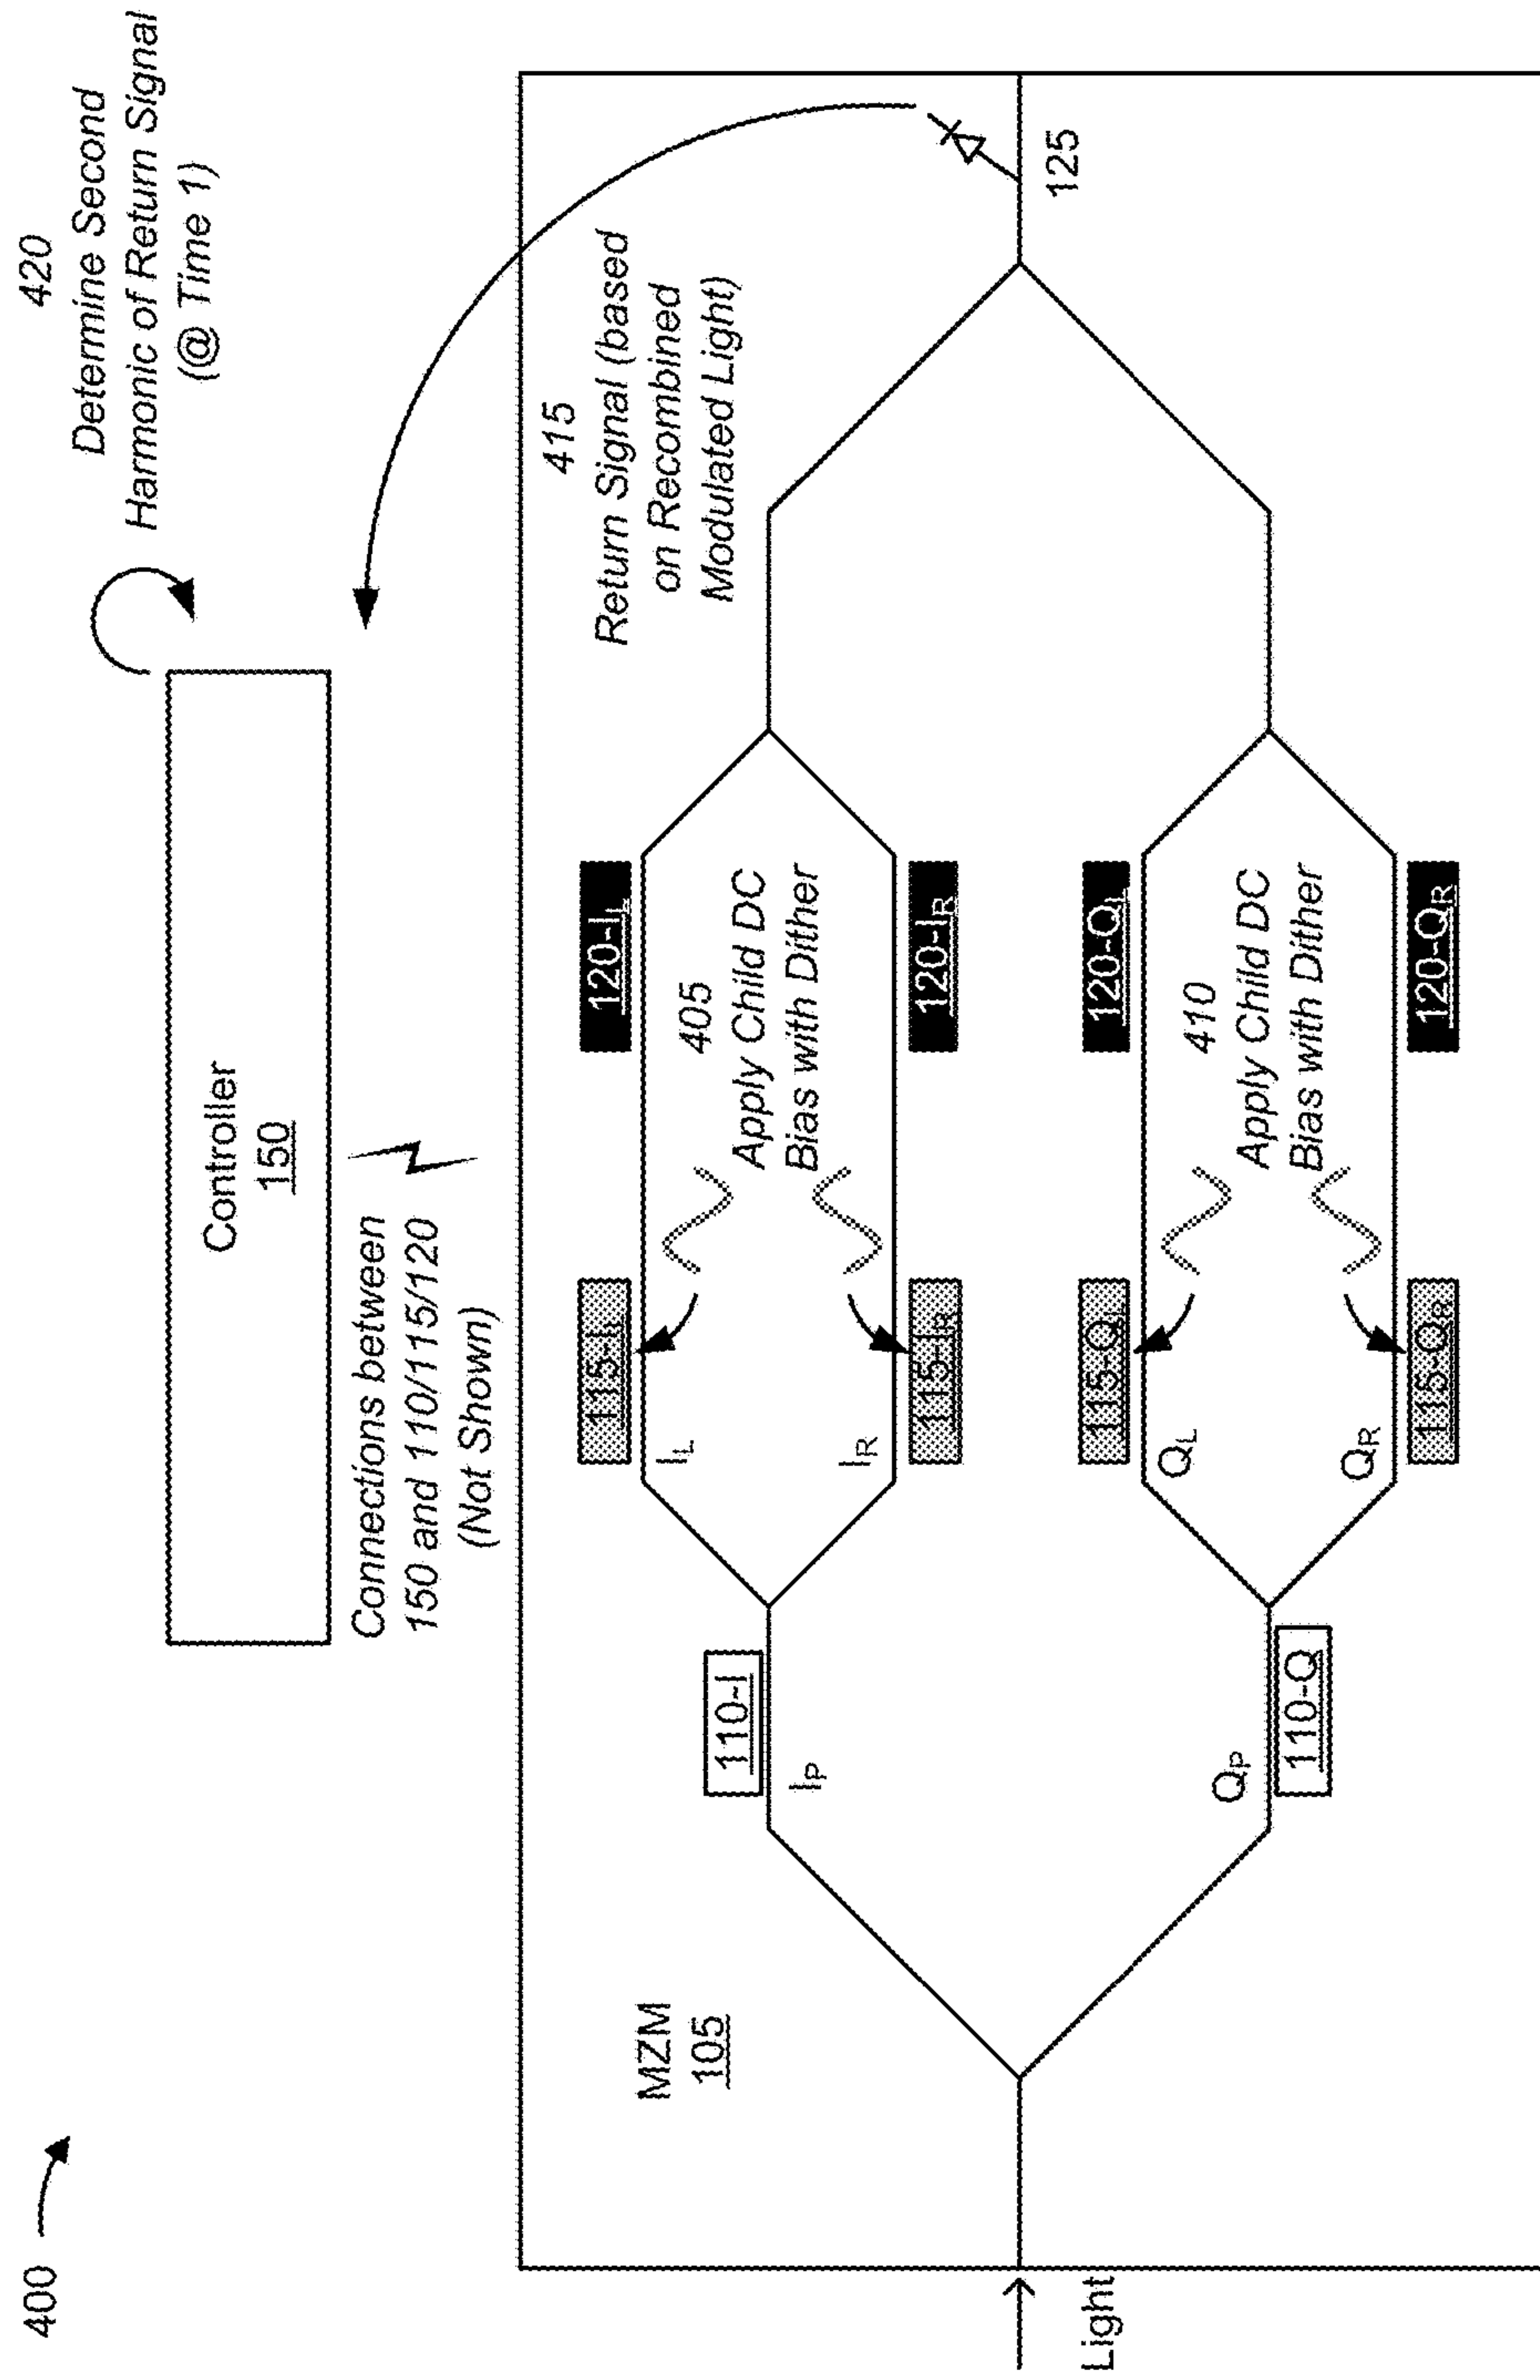 400
420
Determine Second
Harmonic of Return Signal
(@ Time 1)
Controller
150
Connections between
150 and 110/115/120
(Not Shown)
415
Return Signal (based
on Recombined
Modulated Light)
MZM
105
Light
110-I
IP
115-IL
IL
120-IL
405
Apply Child DC
Bias with Dither
IR
115-IR
120-IR
125
115-QL
QL
120-QL
410
Apply Child DC
Bias with Dither
QP
110-Q
QR
115-QR
120-QR